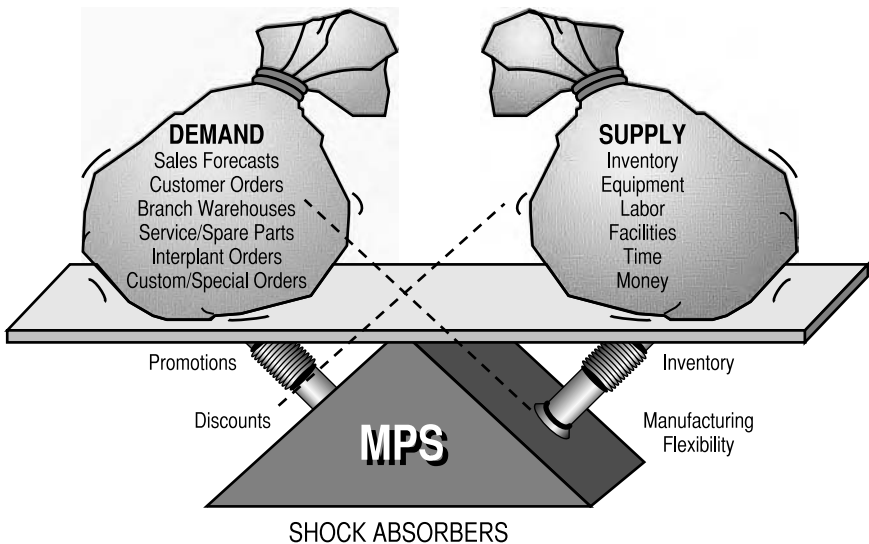 DEMAND
Sales Forecasts
Customer Orders
Branch Warehouses
Service/Spare Parts
Interplant Orders
Custom/Special Orders
SUPPLY
Inventory
Equipment
Labor
Facilities
Time
Money
Promotions
Discounts
Inventory
Manufacturing
Flexibility
MPS
SHOCK ABSORBERS